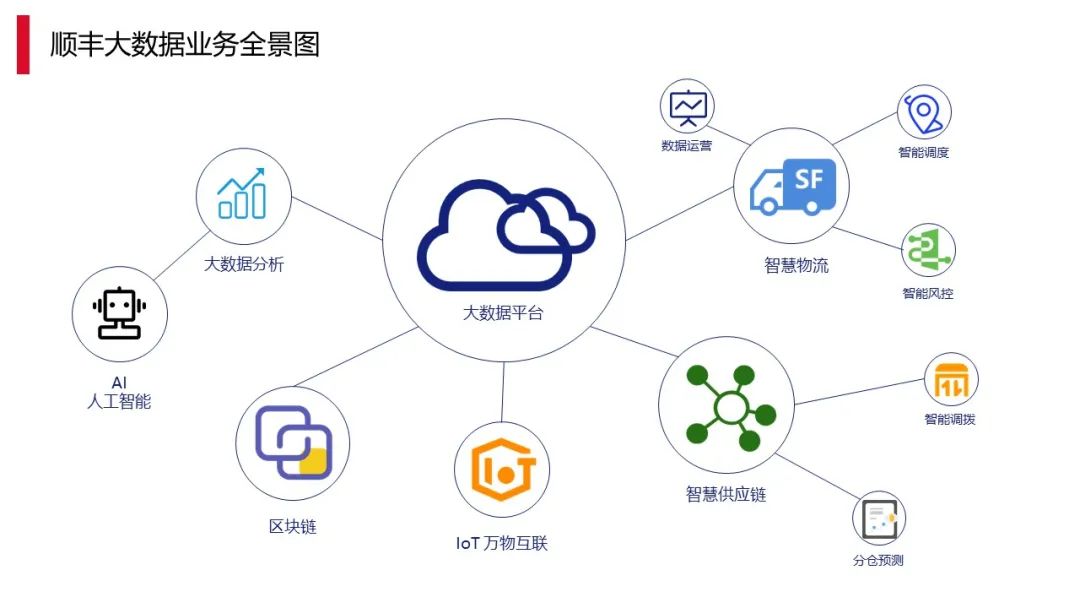 顺丰大数据业务全景图
数据运营
智能调度
SF
智慧物流
智能风控
大数据分析
大数据平台
AI
人工智能
区块链
IoT
IoT 万物互联
智慧供应链
智能调拨
分仓预测